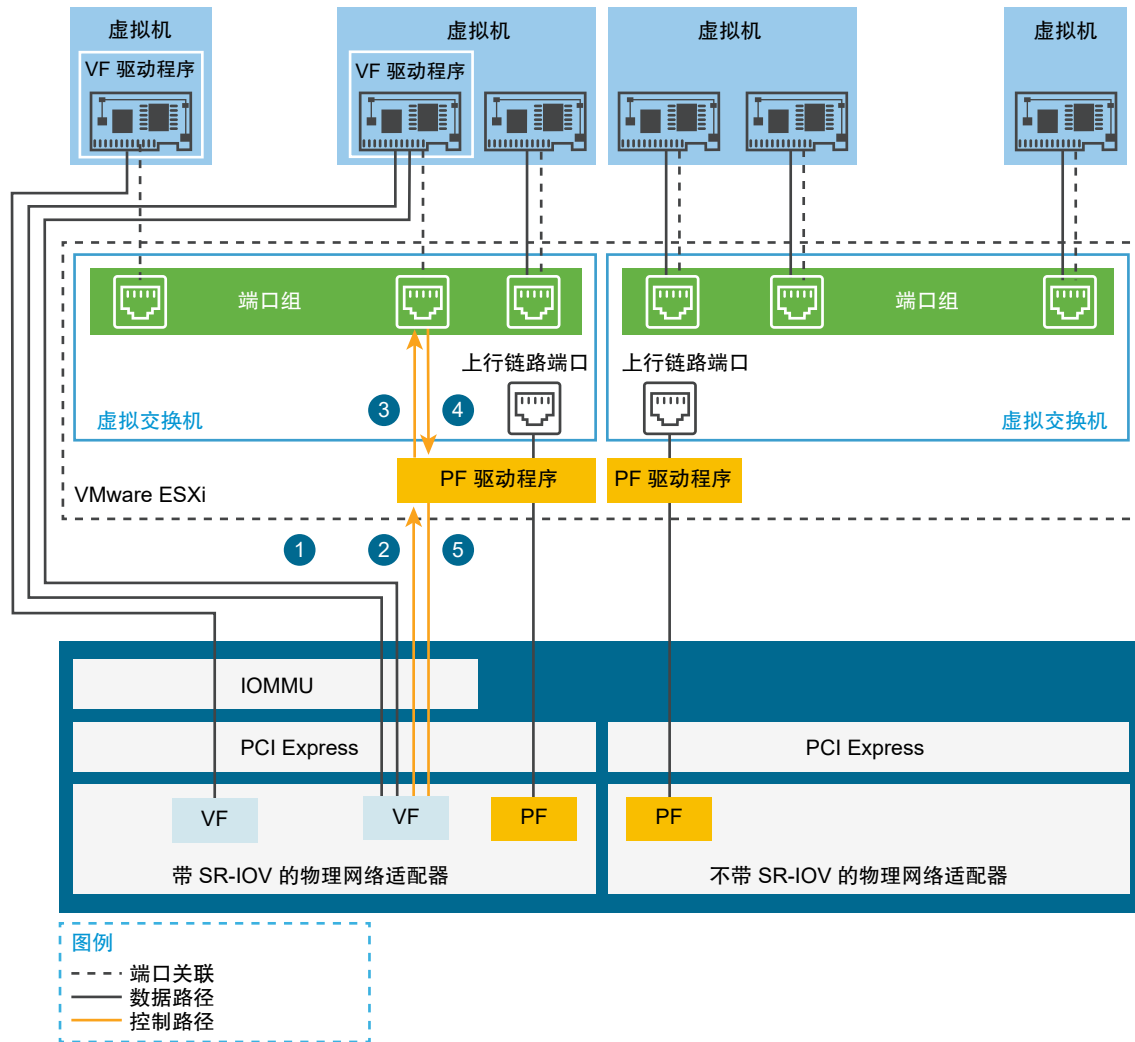 虚拟机
虚拟机
虚拟机
虚拟机
VF 驱动程序
VF 驱动程序
端口组
端口组
上行链路端口
上行链路端口
3
4
虚拟交换机
虚拟交换机
PF 驱动程序
PF 驱动程序
VMware ESXi
1
2
5
IOMMU
PCI Express
PCI Express
VF
VF
PF
PF
带 SR-IOV 的物理网络适配器
不带 SR-IOV 的物理网络适配器
图例
端口关联
数据路径
控制路径